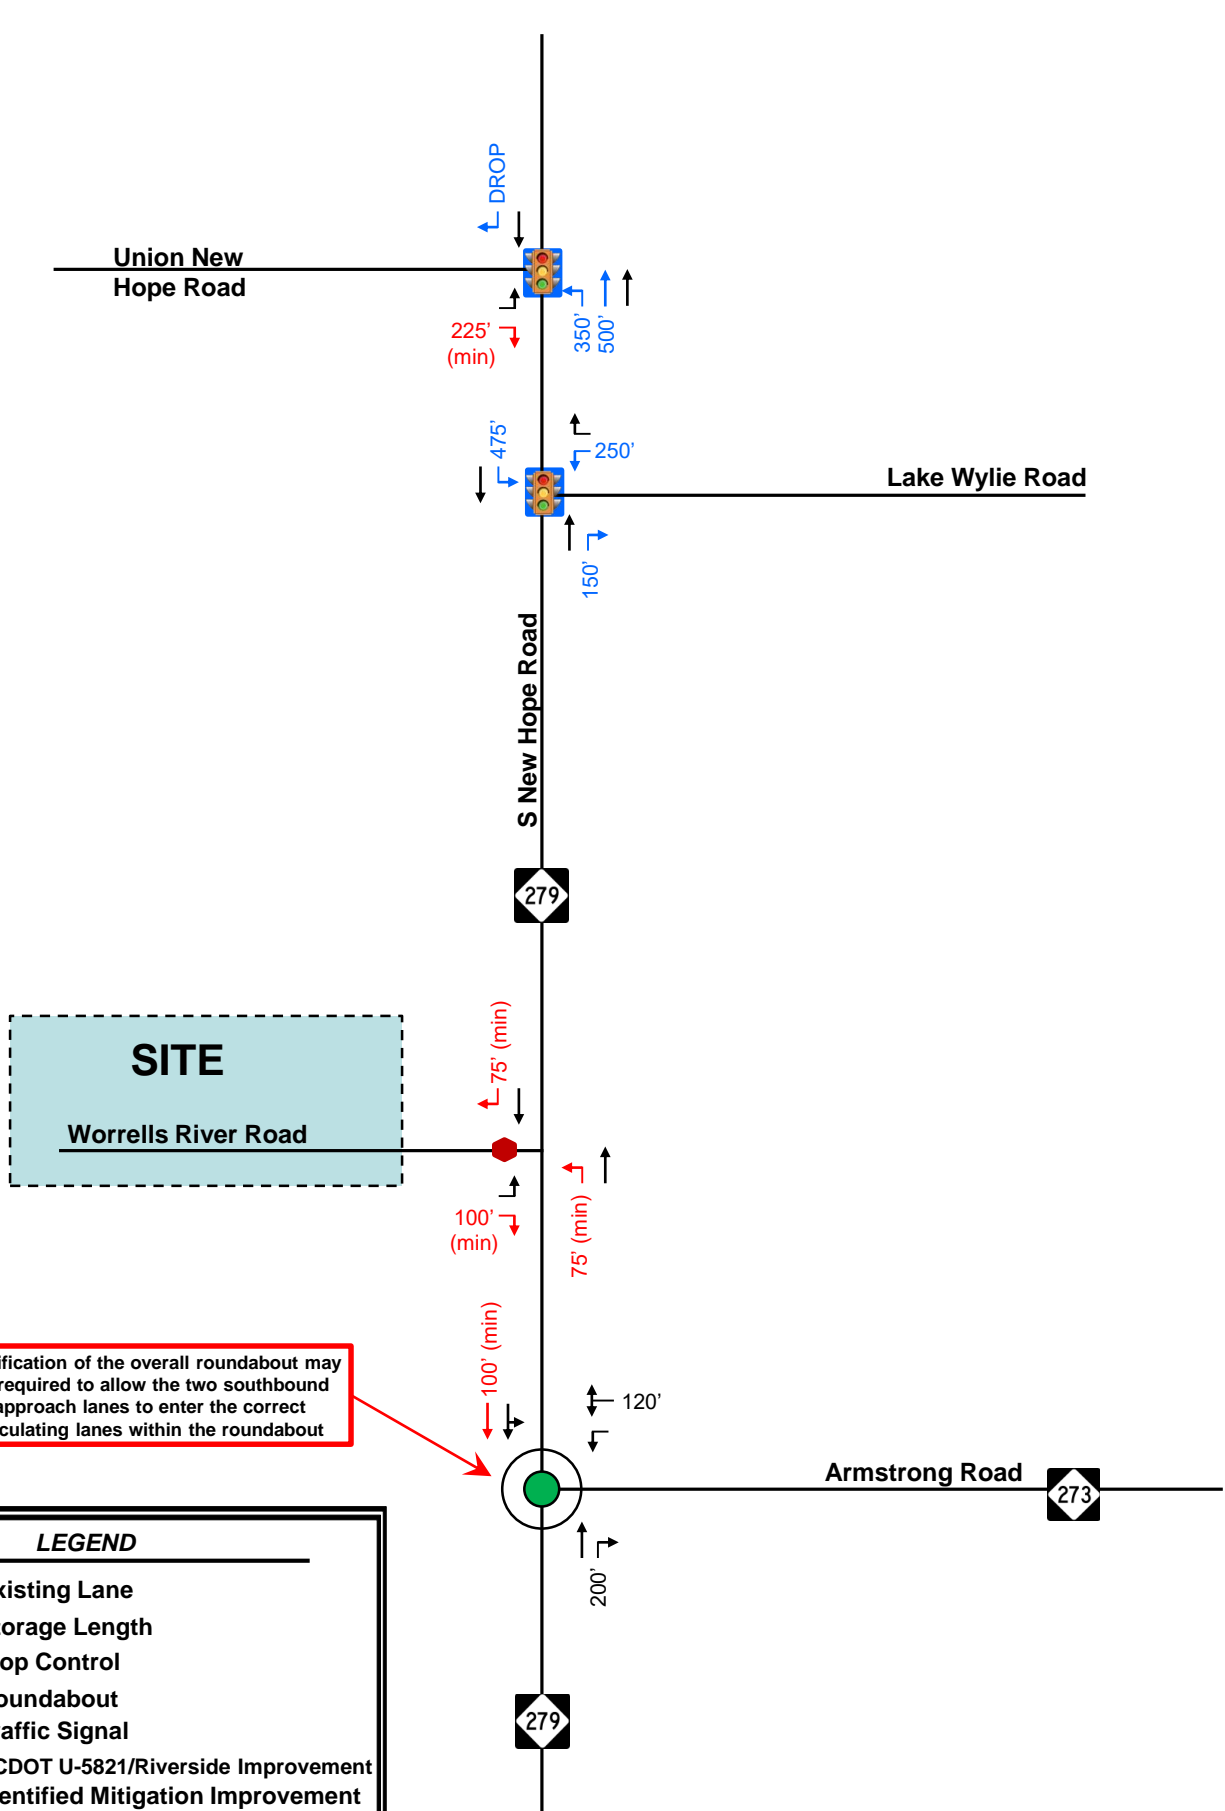 DROP
Union New
Hope Road
225'
(min)
350'
500'
475'
250'
Lake Wylie Road
150'
S New Hope Road
279
75' (min)
SITE
Worrells River Road
100'
(min)
75' (min)
100' (min)
ification of the overall roundabout may
required to allow the two southbound
approach lanes to enter the correct
culating lanes within the roundabout
120'
Armstrong Road
273
200'
LEGEND
xisting Lane
torage Length
op Control
oundabout
affic Signal
CDOT U-5821/Riverside Improvement
entified Mitigation Improvement
279